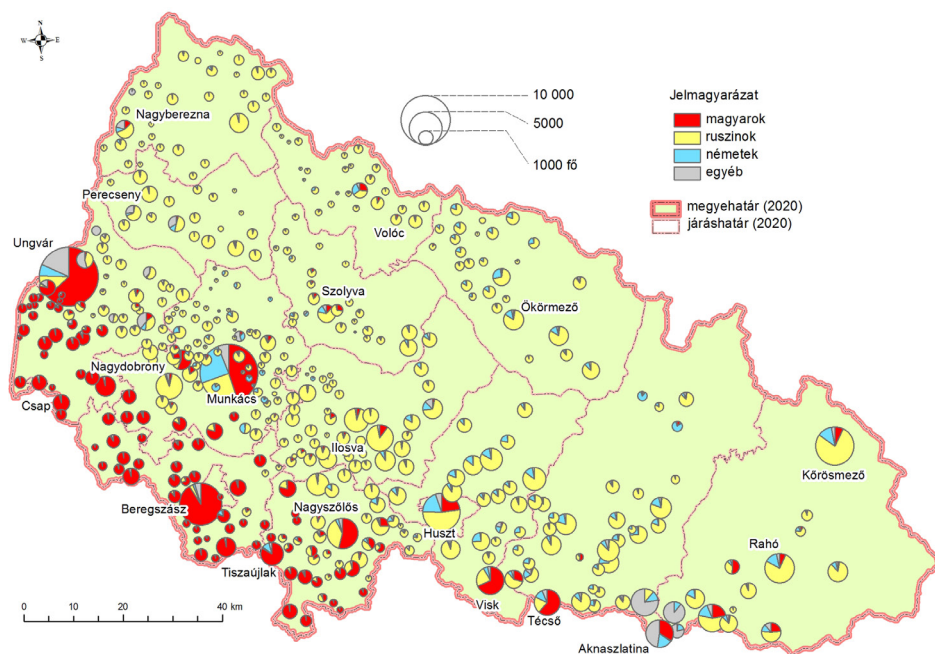 N
W E
S
10 000
5000
1000 fő
Jelmagyarázat
magyarok
ruszinok
németek
egyéb
megyehatár (2020)
járáshatár (2020)
Nagyberezna
Perecseny
Volóc
Ungvár
Szolyva
Ökörmező
Nagydobrony
Munkács
Csap
Ilosva
Kőrösmező
Beregszász
Nagyszőlős
Huszt
Rahó
Tiszaújlak
Visk
Técső
Aknaszlatina
0 10 20 40 km